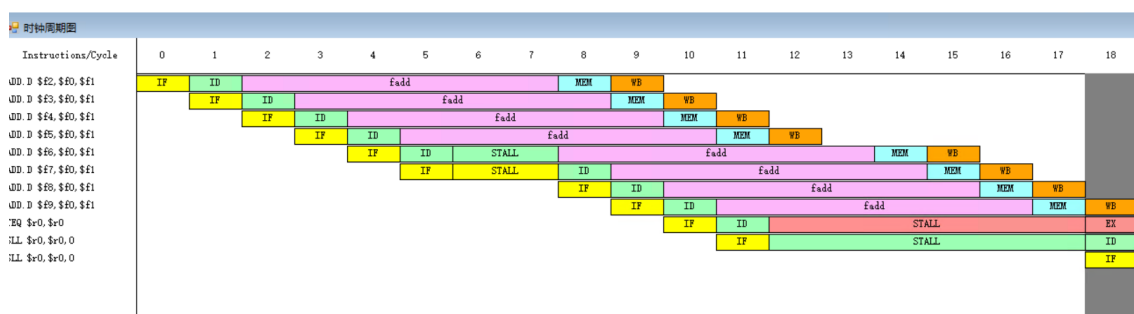 时钟周期图
Instructions/Cycle 0 1 2 3 4 5 6 7 8 9 10 11 12 13 14 15 16 17 18
DD.D $f2,$f0,$f1 IF ID fadd MEM WB
DD.D $f3,$f0,$f1 IF ID fadd MEM WB
DD.D $f4,$f0,$f1 IF ID fadd MEM WB
DD.D $f5,$f0,$f1 IF ID fadd MEM WB
DD.D $f6,$f0,$f1 IF ID STALL fadd MEM WB
DD.D $f7,$f0,$f1 IF STALL ID fadd MEM WB
DD.D $f8,$f0,$f1 IF ID fadd MEM WB
DD.D $f9,$f0,$f1 IF ID fadd MEM WB
EQ $r0,$r0 IF ID STALL EX
LL $r0,$r0,0 IF STALL ID
LL $r0,$r0,0 IF